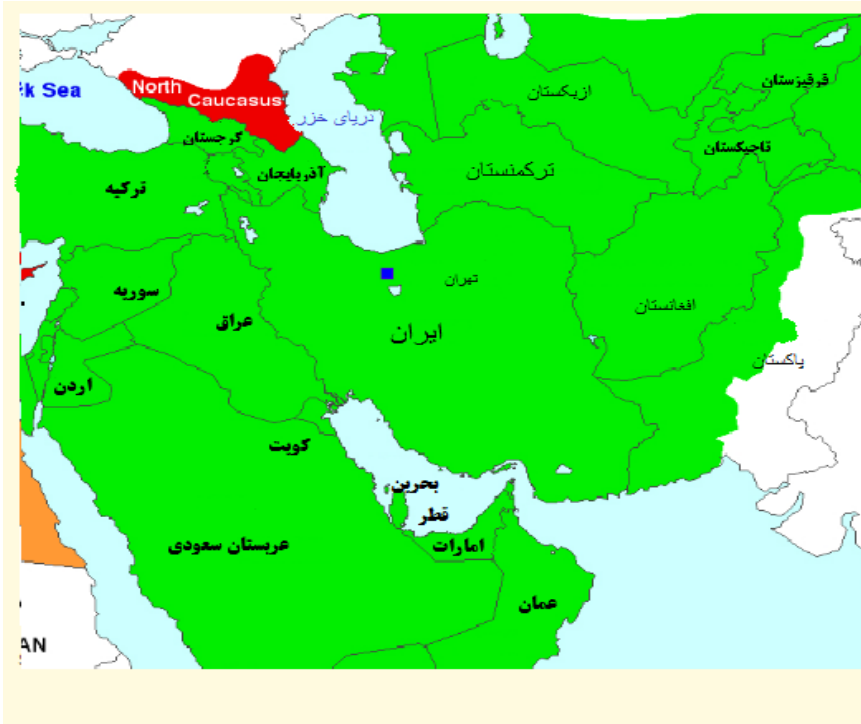 North
Caucasus
k Sea
دریای خزر
گرجستان
آذربایجان
ترکیه
ازبکستان
قرقیزستان
تاجیکستان
ترکمنستان
تهران
ایران
افغانستان
پاکستان
سوریه
عراق
اردن
کویت
بحرین
قطر
امارات
عربستان سعودی
عمان
AN